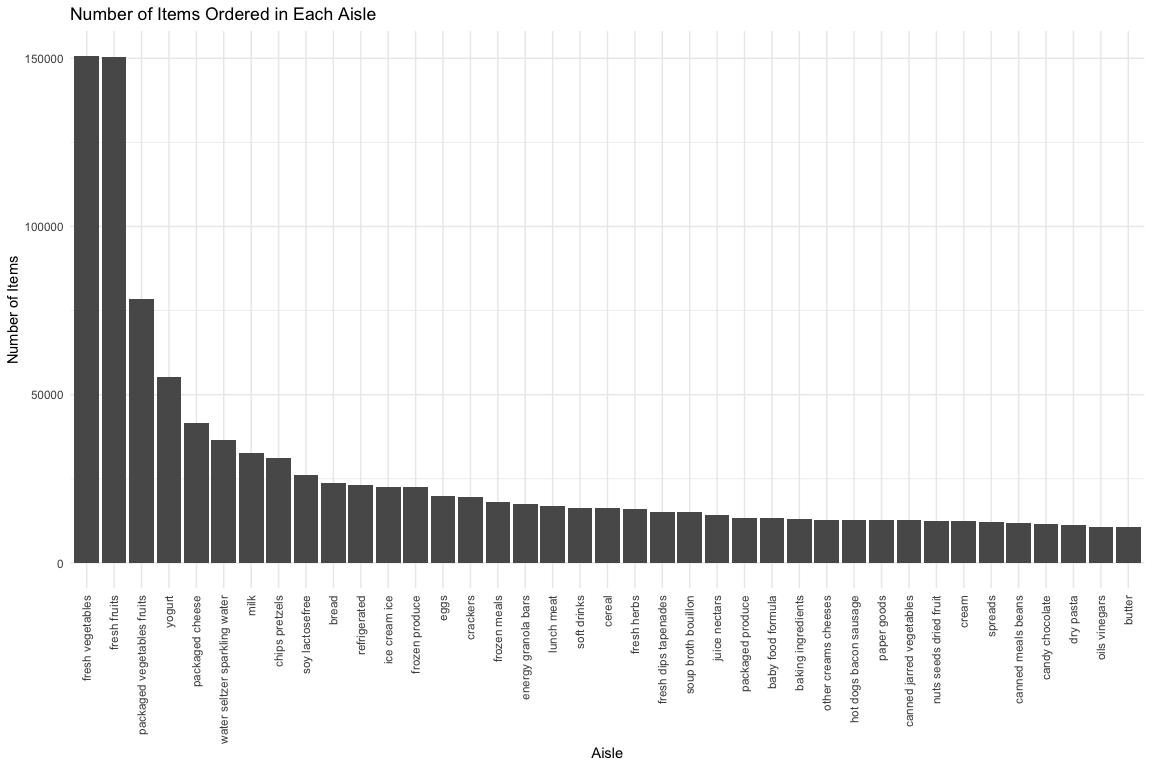 Number of Items Ordered in Each Aisle
Number of Items
150000
100000
50000
0
fresh vegetables
fresh fruits
packaged vegetables fruits
yogurt
packaged cheese
water seltzer sparkling water
milk
chips pretzels
soy lactosefree
bread
refrigerated
ice cream ice
frozen produce
eggs
crackers
frozen meals
energy granola bars
lunch meat
soft drinks
cereal
fresh herbs
fresh dips tapenades
soup broth bouillon
juice nectars
packaged produce
baby food formula
baking ingredients
other creams cheeses
hot dogs bacon sausage
paper goods
canned jarred vegetables
nuts seeds dried fruit
cream
spreads
canned meals beans
candy chocolate
dry pasta
oils vinegars
butter
Aisle